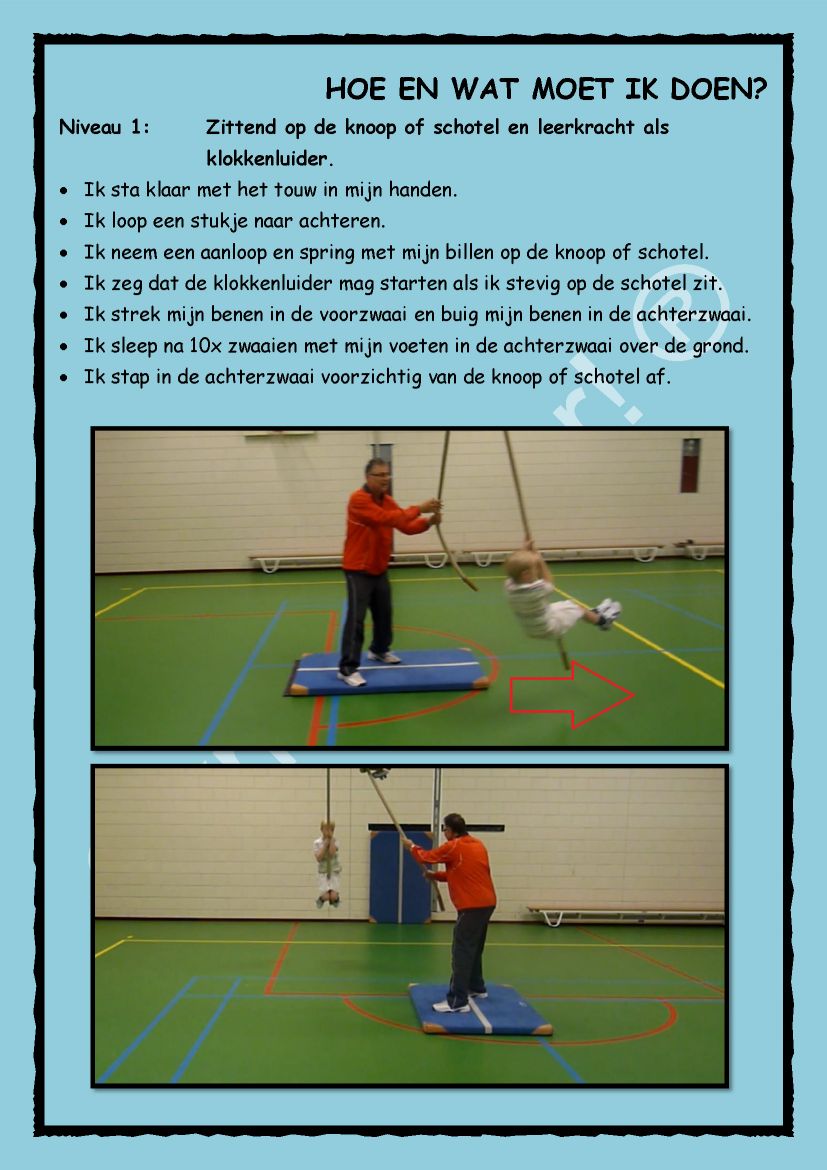 HOE EN WAT MOET IK DOEN?
Niveau 1: Zittend op de knoop of schotel en leerkracht als
klokkenluider.
• Ik sta klaar met het touw in mijn handen.
• Ik loop een stukje naar achteren.
• Ik neem een aanloop en spring met mijn billen op de knoop of schotel.
• Ik zeg dat de klokkenluider mag starten als ik stevig op de schotel zit.
• Ik strek mijn benen in de voorzwaai en buig mijn benen in de achterzwaai.
• Ik sleep na 10x zwaaien met mijn voeten in de achterzwaai over de grond.
• Ik stap in de achterzwaai voorzichtig van de knoop of schotel af.